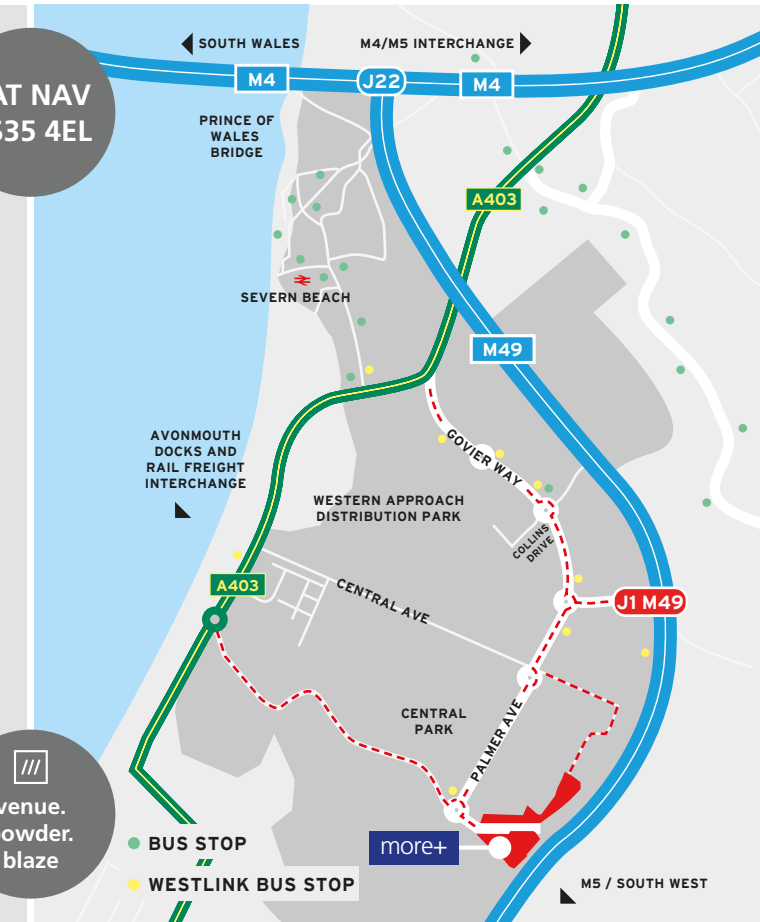 SOUTH WALES
M4/M5 INTERCHANGE
M4
J22
M4
AT NAV
S35 4EL
PRINCE OF
WALES
BRIDGE
A403
SEVERN BEACH
M49
AVONMOUTH
DOCKS AND
RAIL FREIGHT
INTERCHANGE
GOVIER WAY
WESTERN APPROACH
DISTRIBUTION PARK
COLLINS
DRIVE
A403
CENTRAL AVE
J1 M49
CENTRAL
PARK
PALMER AVE
venue.
powder.
blaze
BUS STOP
more+
WESTLINK BUS STOP
M5 / SOUTH WEST